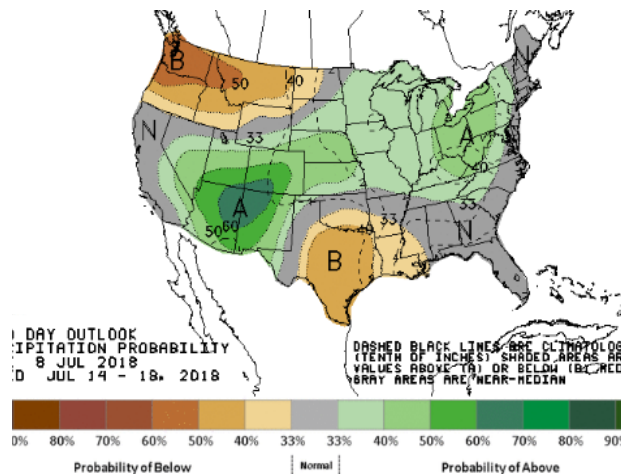 B
N
50
40
33
A
40
N
A
50
60
33
40
B
N
DAY OUTLOOK
IPITATION PROBABILITY
8 JUL 2018
D JUL 14 - 18, 2018
DASHED BLACK LINES ARE CLIMATOLOG
(TENTH OF INCHES) SHADED AREAS AR
VALUES ABOVE (A) OR BELOW (B) MED
GRAY AREAS ARE NEAR-MEDIAN
0% 80% 70% 60% 50% 40% 33% 33% 40% 50% 60% 70% 80% 90%
Probability of Below Normal Probability of Above